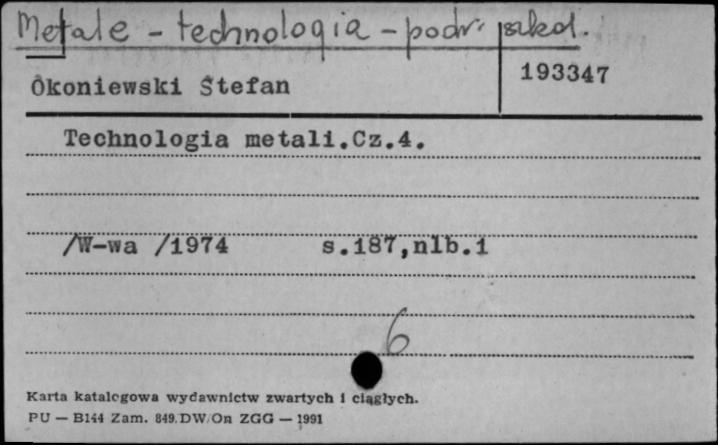 Metale - technologia - podr. szkol.
Okoniewski Stefan
193347
Technologia metali.Cz.4.
/W-wa /1974 s.187,nlb.1
6
Karta katalogowa wydawnictw zwartych i ciągłych.
PU — B144 Zam. 849.DW/On ZGG — 1991